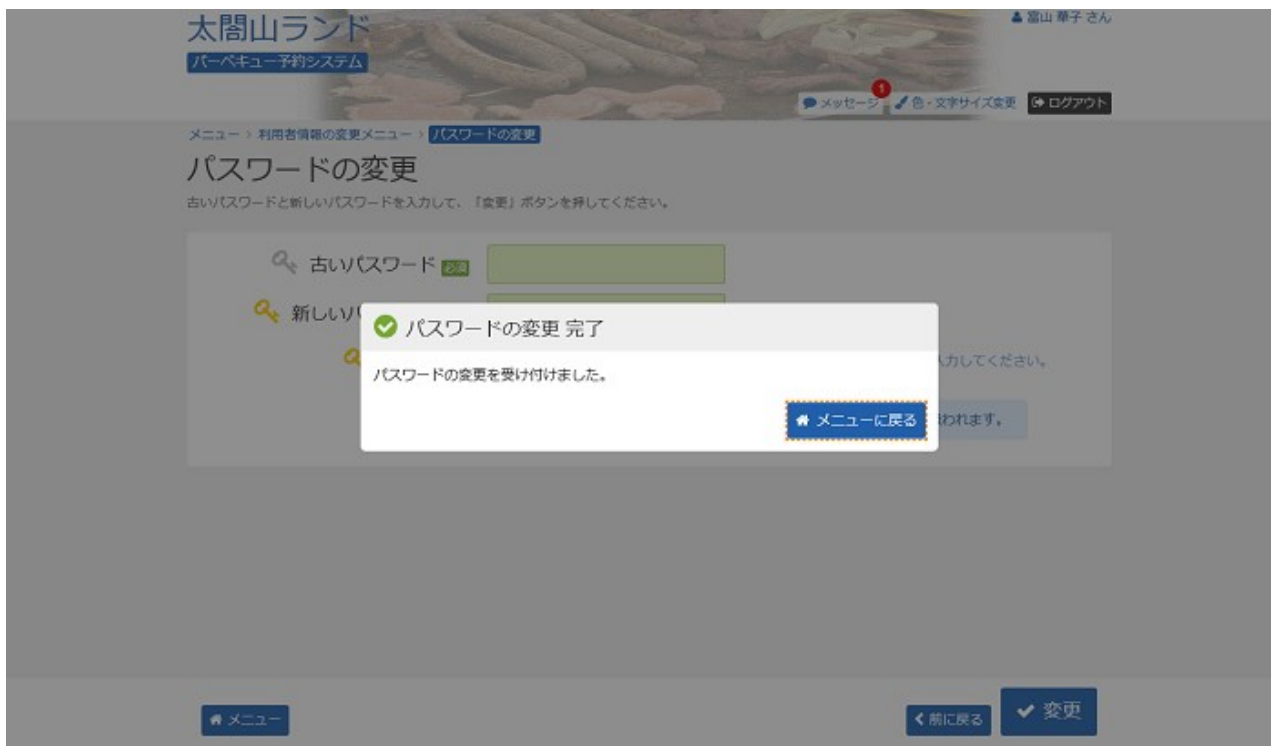 太閤山ランド
富山 華子 さん
バーベキュー予約システム
1
メッセージ 色・文字サイズ変更 ログアウト
メニュー › 利用者情報の変更メニュー › パスワードの変更
パスワードの変更
古いパスワードと新しいパスワードを入力して、「変更」ボタンを押してください。
古いパスワード 必須
新しいパ
パスワードの変更 完了
入力してください。
パスワードの変更を受け付けました。
メニューに戻る
われます。
メニュー
前に戻る
変更